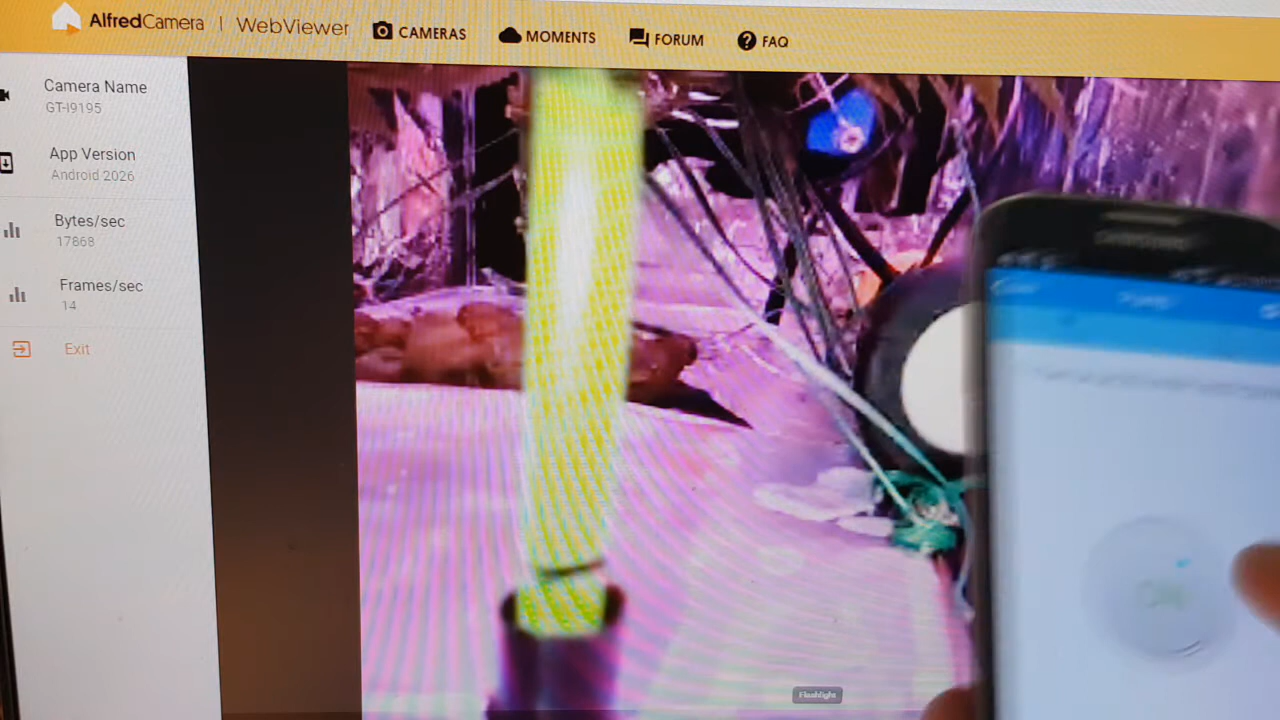 AlfredCamera | WebViewer
CAMERAS
MOMENTS
FORUM
FAQ
Camera Name
GT-I9195
App Version
Android 2026
Bytes/sec
17868
Frames/sec
14
Exit
Flashlight